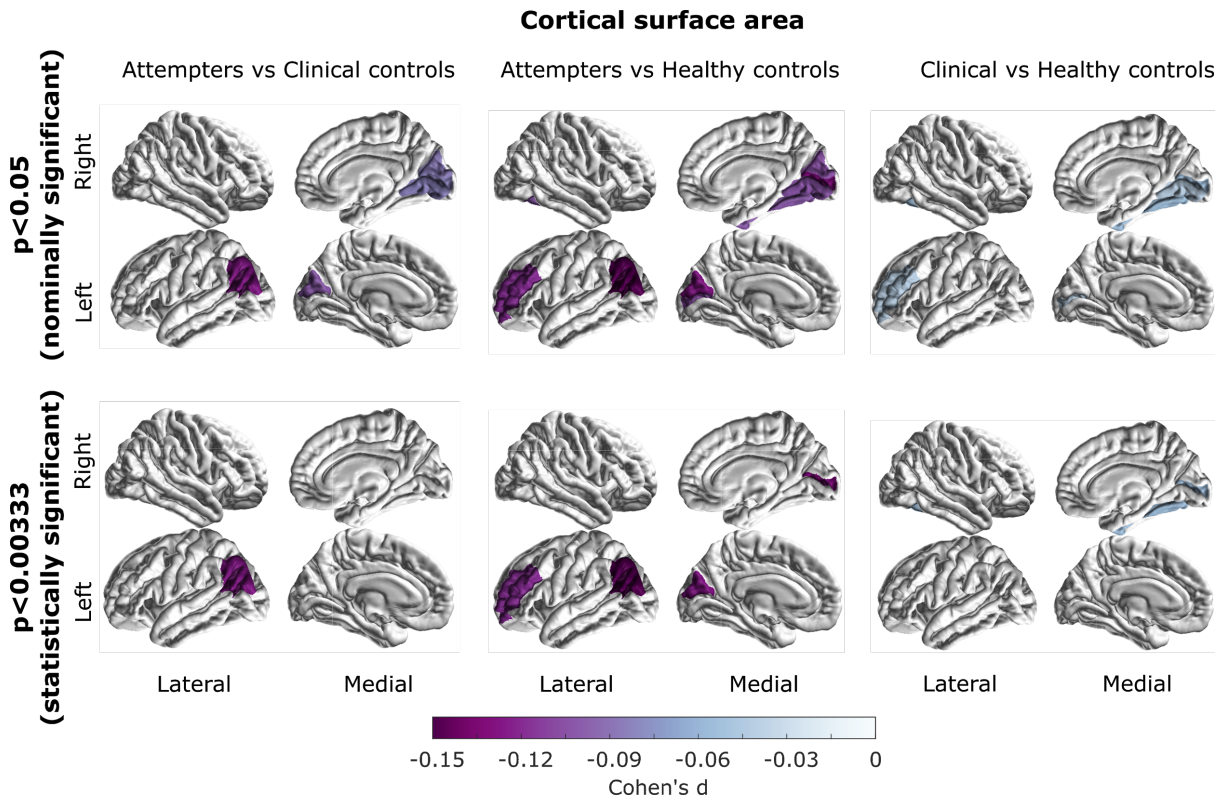 Cortical surface area
Attempters vs Clinical controls
Attempters vs Healthy controls
Clinical vs Healthy controls
p<0.05
(nominally significant)
Right
Left
p<0.00333
(statistically significant)
Right
Left
Lateral
Medial
Lateral
Medial
Lateral
Medial
-0.15
-0.12
-0.09
-0.06
-0.03
0
Cohen's d